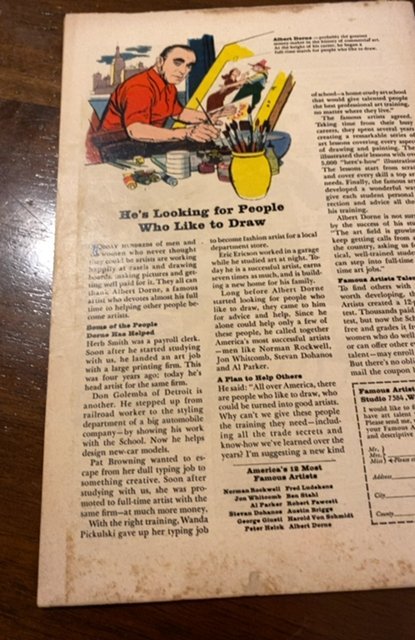 Albert Dorne —probably the greatest
money-maker in the history of commercial art.
At the height of his career, he began a
full-time search for people who like to draw.
He's Looking for People
Who Like to Draw
HUNDREDS of men and
women who never thought
they could be artists are working
happily at easels and drawing
boards, making pictures and get-
ting well paid for it. They all can
thank Albert Dorne, a famous
artist who devotes almost his full
time to helping other people be-
come artists.
Some of the People
Dorne Has Helped
Herb Smith was a payroll clerk.
Soon after he started studying
with us, he landed an art job
with a large printing firm. This
was four years ago; today he's
head artist for the same firm.
Don Golemba of Detroit is
another. He stepped up from
railroad worker to the styling
department of a big automobile
company—by showing his work
with the School. Now he helps
design new-car models.
Pat Browning wanted to es-
cape from her dull typing job to
something creative. Soon after
studying with us, she was pro-
moted to full-time artist with the
same firm—at much more money.
With the right training, Wanda
Pickulski gave up her typing job
to become fashion artist for a local
department store.
Eric Ericson worked in a garage
while he studied art at night. To-
day he is a successful artist, earns
seven times as much, and is build-
ing a new home for his family.
Long before Albert Dorne
started looking for people who
like to draw, they came to him
for advice and help. Since he
alone could help only a few of
these people, he called together
America's most successful artists
—men like Norman Rockwell,
Jon Whitcomb, Stevan Dohanos
and Al Parker.
A Plan to Help Others
He said: "All over America, there
are people who like to draw, who
could be turned into good artists.
Why can't we give these people
the training they need—includ-
ing all the trade secrets and
know-how we've learned over the
years? I'm suggesting a new kind
America's 12 Most
Famous Artists
Norman Rockwell Fred Ludekens
Jon Whitcomb Ben Stahl
Al Parker Robert Fawcett
Stevan Dohanos Austin Briggs
George Giusti Harold Von Schmidt
Peter Helck Albert Dorne
of school—a home study art school
that would give talented people
the best professional art training,
no matter where they live."
The famous artists agreed.
Taking time from their busy
careers, they spent several years
creating a remarkable series of
art lessons covering every aspect
of drawing and painting. They
illustrated their lessons with over
5,000 "here's-how" illustrations.
The lessons start from scratch
and cover every skill a top artist
needs. Finally, the famous artists
developed a wonderful way to
give each student personal
rection and advice all
his training.
Albert Dorne is not surprised
by the success of his
"The art field is growing
keep getting calls from
the country, asking us
tical, well-trained students
can step into full-time
time art jobs."
Famous Artists Talent
To find others with
worth developing,
Artists created a
test. Thousands paid
test, but now the School
free and grades it
women who do well
or can offer other
talent—may enroll
But there's no obligation
mail the coupon
Famous Artists
Studio 7384, W
I would like to
have art talent.
Please send me,
your Famous A
and descriptive
Mr.
Mrs.
Miss
Please
Address
City
County